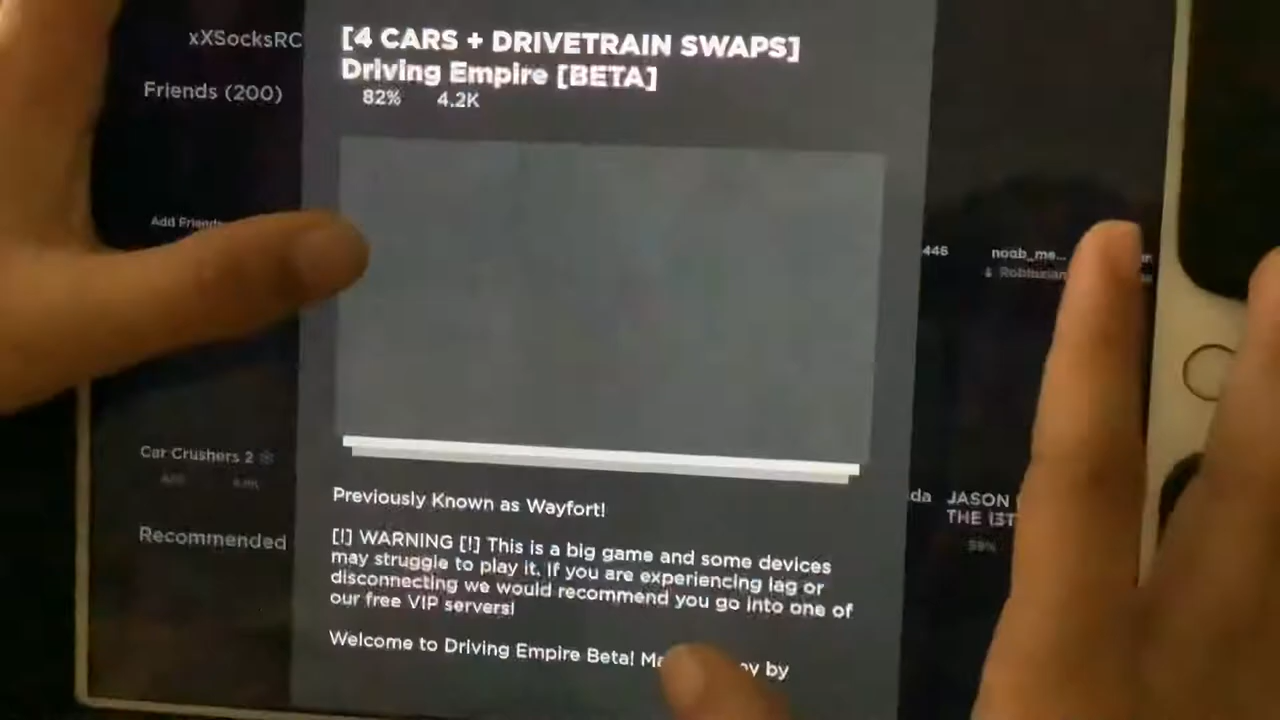 xXSocksRC
Friends (200)
[4 CARS + DRIVETRAIN SWAPS]
Driving Empire [BETA]
82% 4.2K
Add Friends
446
noab_me...
Car Crushers 2
Recommended
Previously Known as Wayfort!
[!] WARNING [!] This is a big game and some devices
may struggle to play it. If you are experiencing lag or
disconnecting we would recommend you go into one of
our free VIP servers!
Welcome to Driving Empire Beta! by
da
JASON
THE 13T